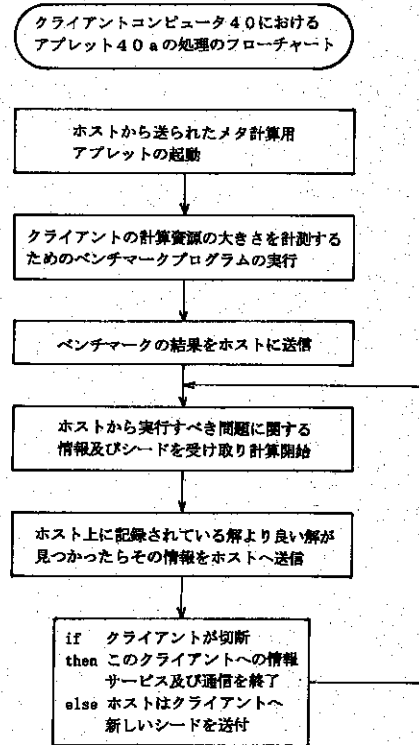 クライアントコンピュータ40における
アプレット40aの処理のフローチャート
ホストから送られたメタ計算用
アプレットの起動
クライアントの計算資源の大きさを計測する
ためのベンチマークプログラムの実行
ベンチマークの結果をホストに送信
ホストから実行すべき問題に関する
情報及びシードを受け取り計算開始
ホスト上に記録されている解より良い解が
見つかったらその情報をホストへ送信
if クライアントが切断
then このクライアントへの情報
サービス及び通信を終了
else ホストはクライアントへ
新しいシードを送付